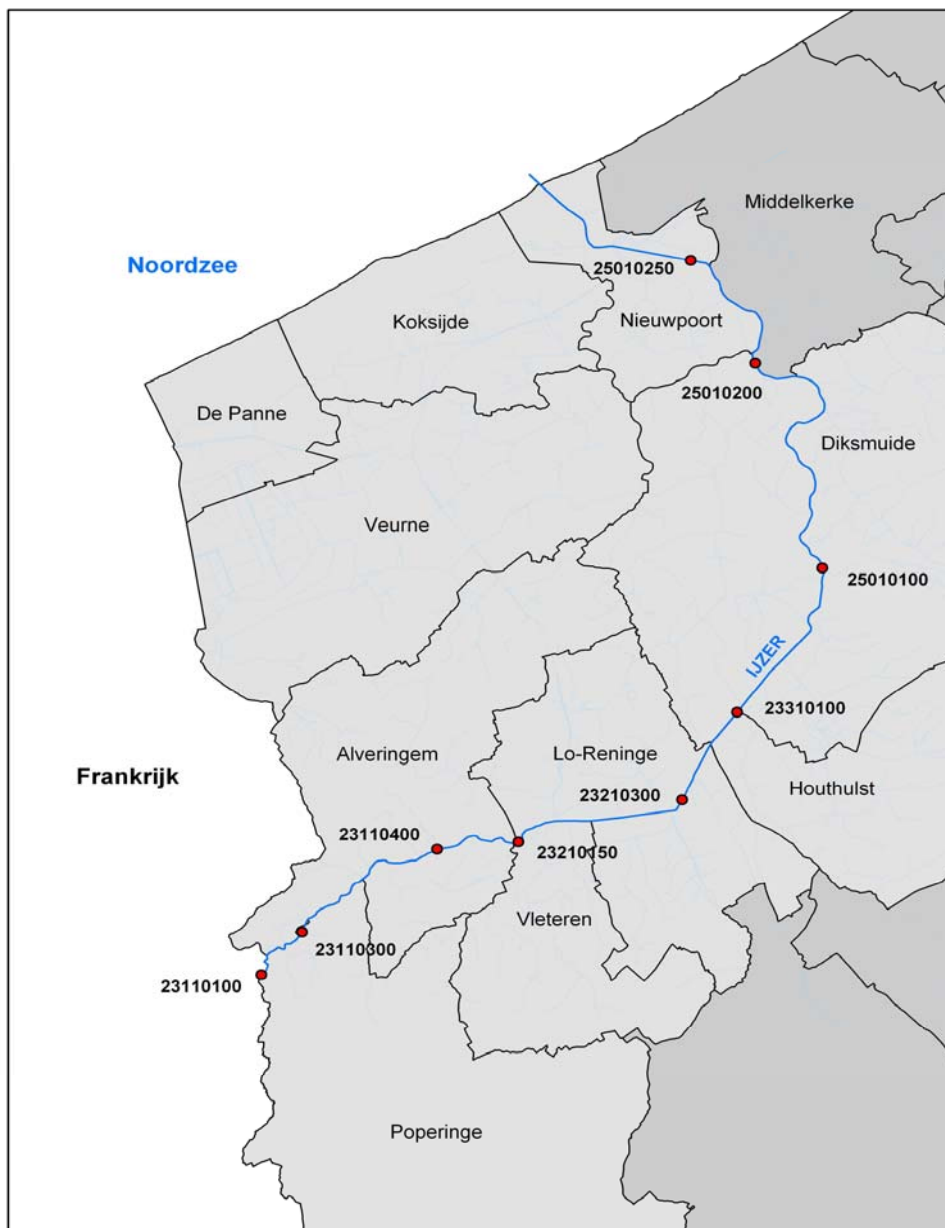 Middelkerke
Noordzee
25010250
Koksijde
Nieuwpoort
25010200
De Panne
Diksmuide
Veurne
25010100
IJZER
23310100
Alveringem
Lo-Reninge
Frankrijk
Houthulst
23210300
23110400
23210150
Vleteren
23110300
23110100
Poperinge